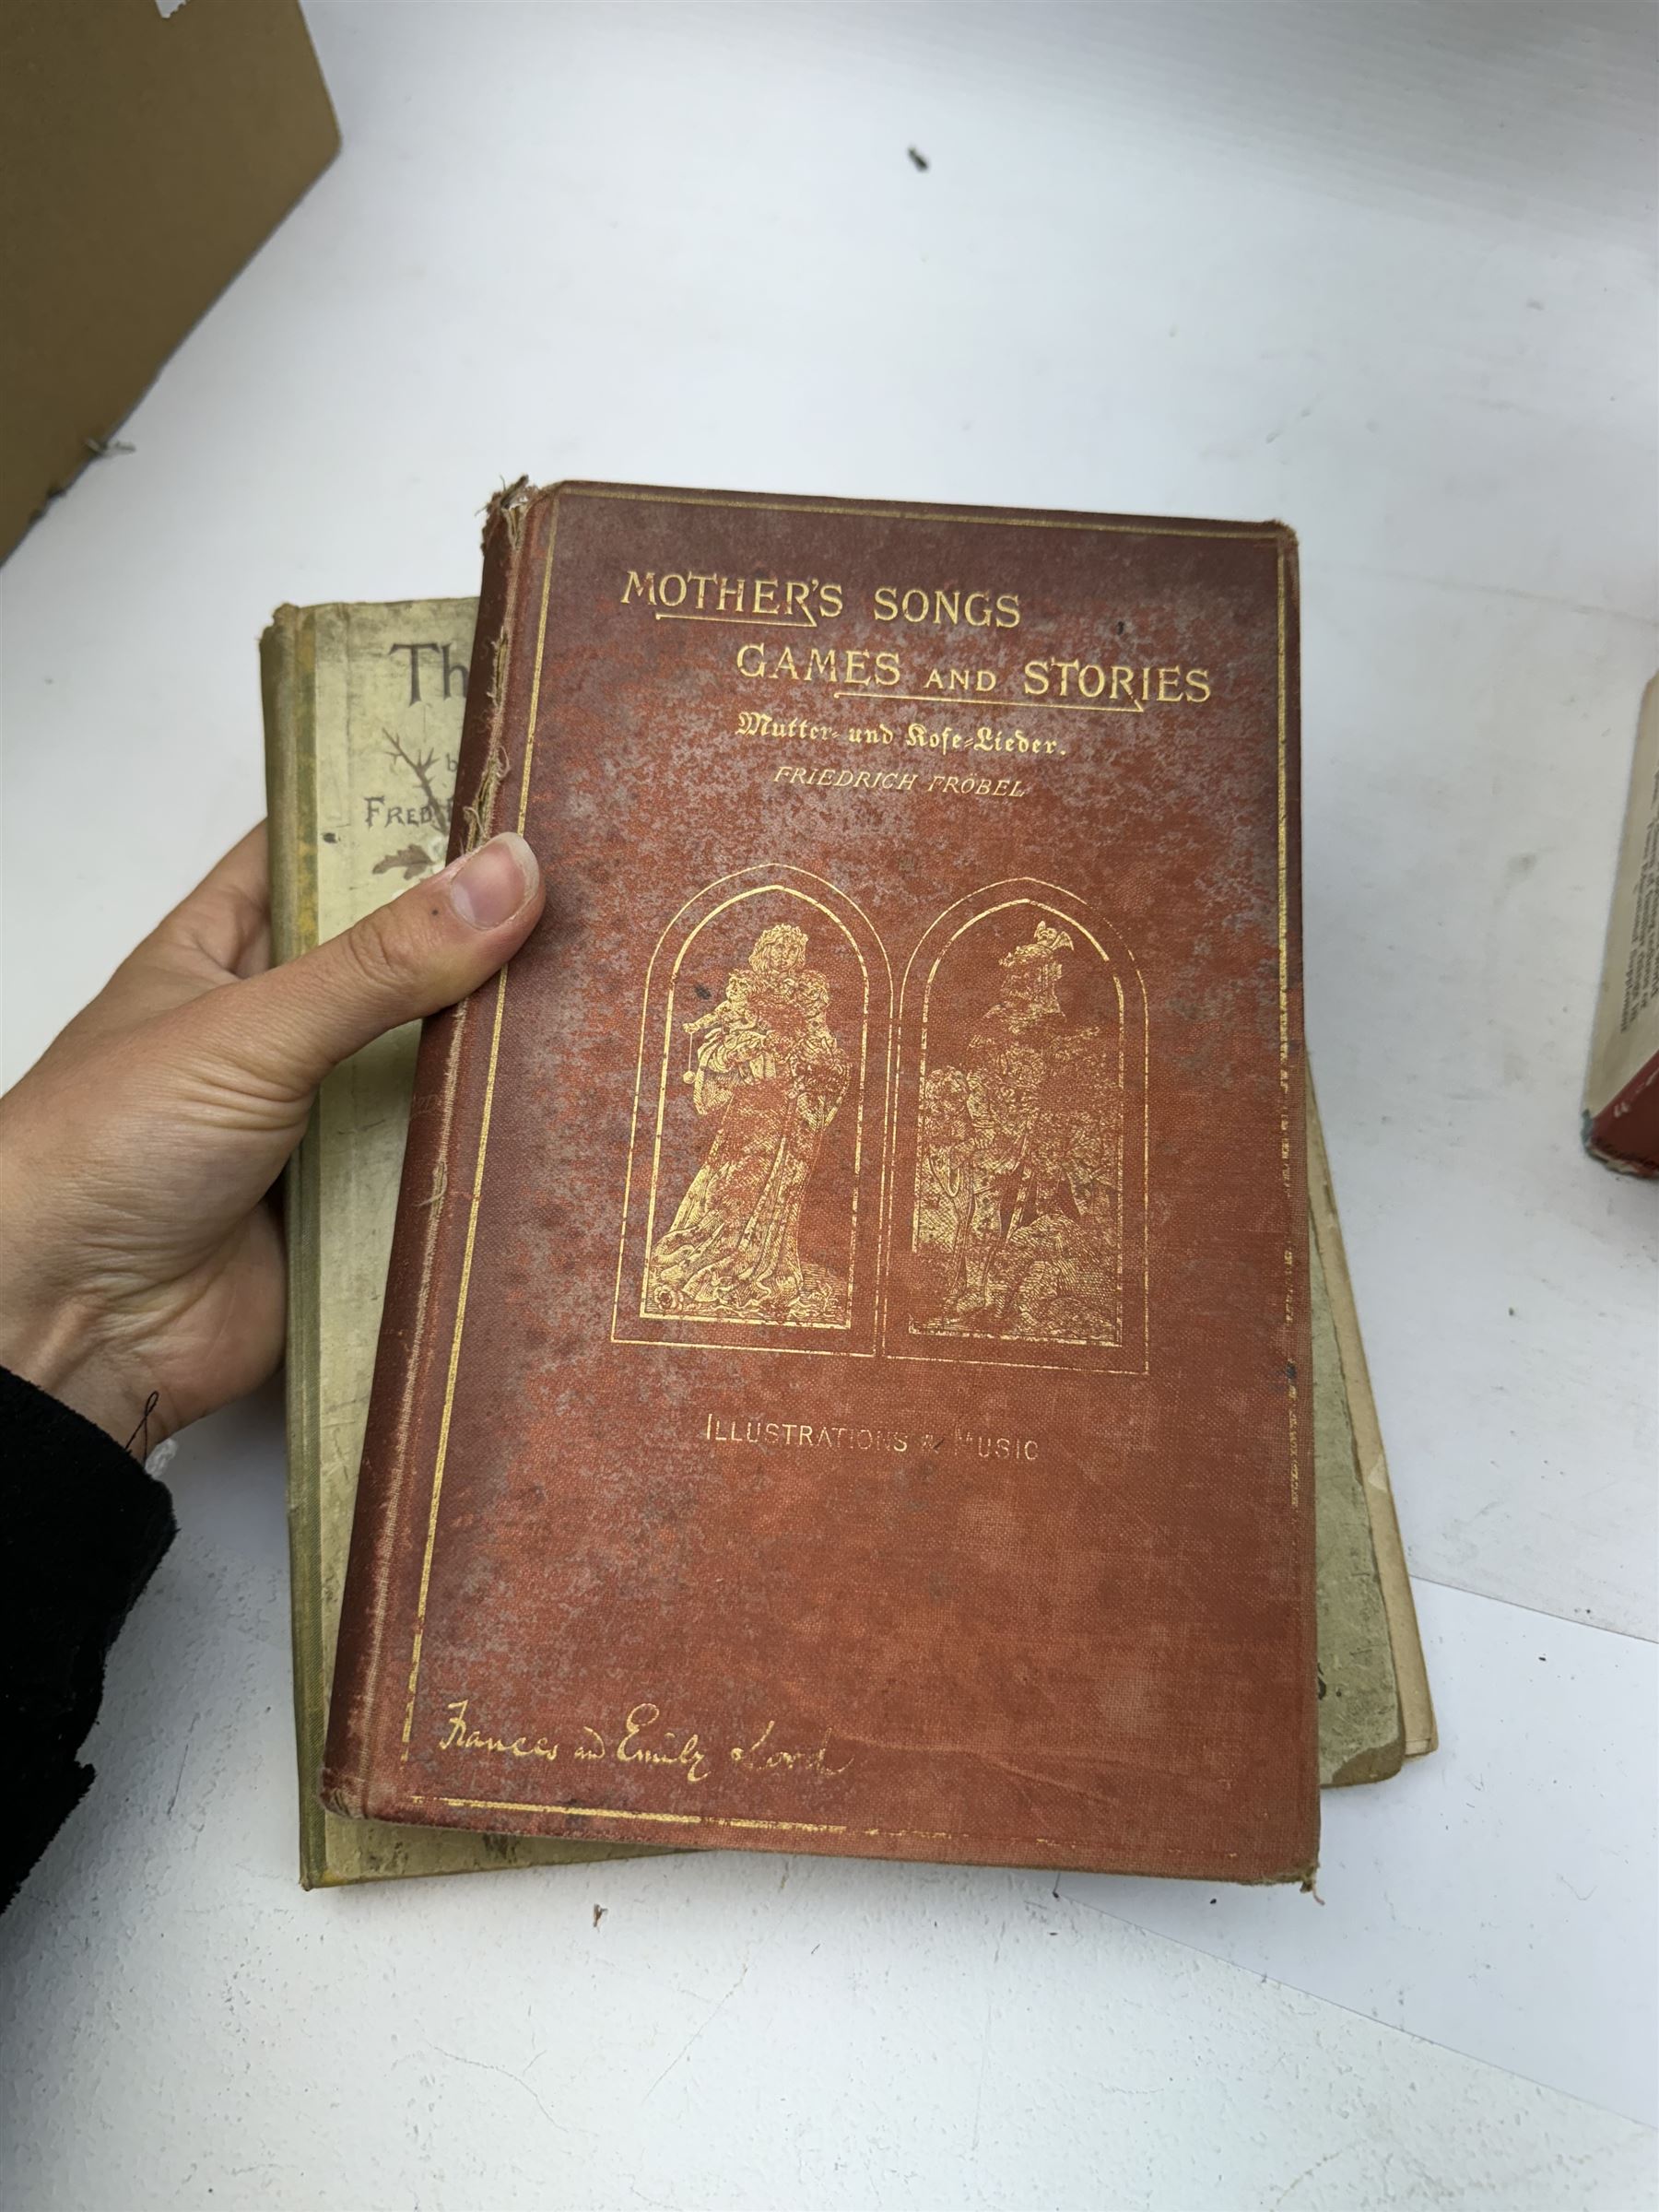 MOTHER'S SONGS
GAMES AND STORIES
Mutter- und Kose-Lieder.
FRIEDRICH FRÖBEL
ILLUSTRATIONS & MUSIC
Frances and Emily Lord
Th
b
FRED